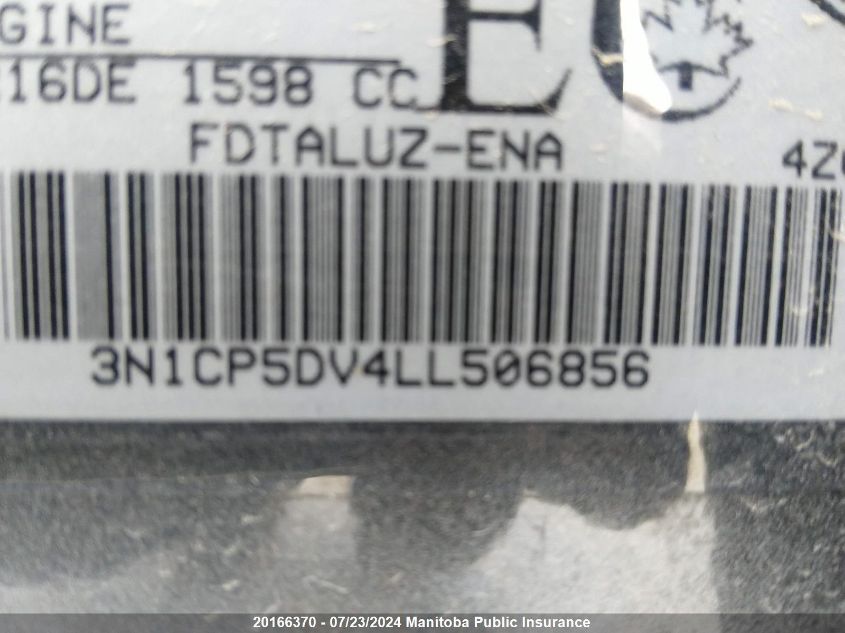 GINE
16DE 1598 CC
FDTALUZ-ENA
3N1CP5DV4LL506856
20166370 - 07/23/2024 Manitoba Public Insurance